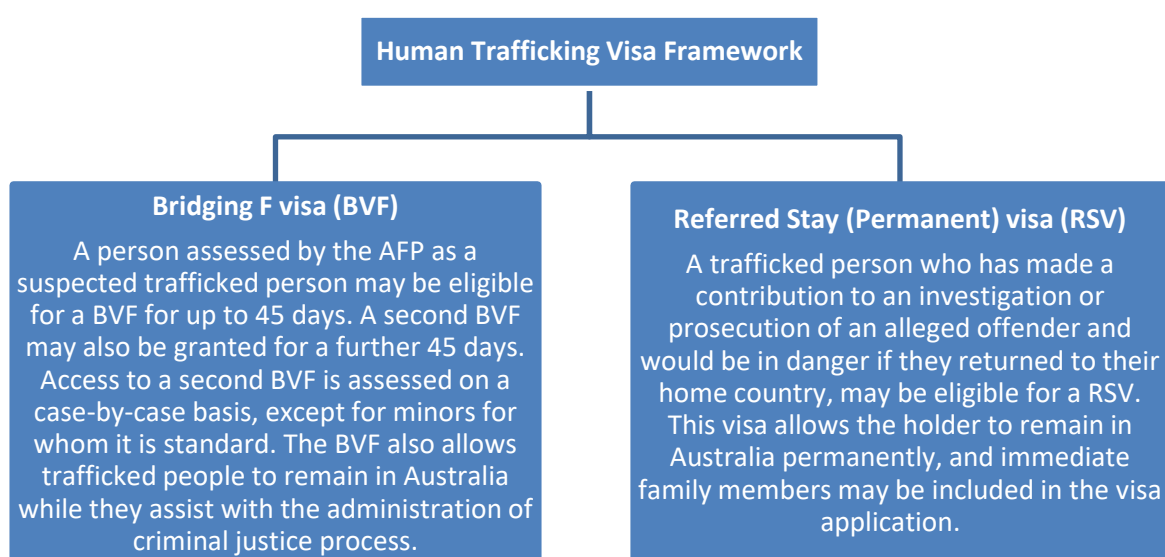 Human Trafficking Visa Framework
Bridging F visa (BVF)
A person assessed by the AFP as a
suspected trafficked person may be eligible
for a BVF for up to 45 days. A second BVF
may also be granted for a further 45 days.
Access to a second BVF is assessed on a
case-by-case basis, except for minors for
whom it is standard. The BVF also allows
trafficked people to remain in Australia
while they assist with the administration of
criminal justice process.
Referred Stay (Permanent) visa (RSV)
A trafficked person who has made a
contribution to an investigation or
prosecution of an alleged offender and
would be in danger if they returned to their
home country, may be eligible for a RSV.
This visa allows the holder to remain in
Australia permanently, and immediate
family members may be included in the visa
application.